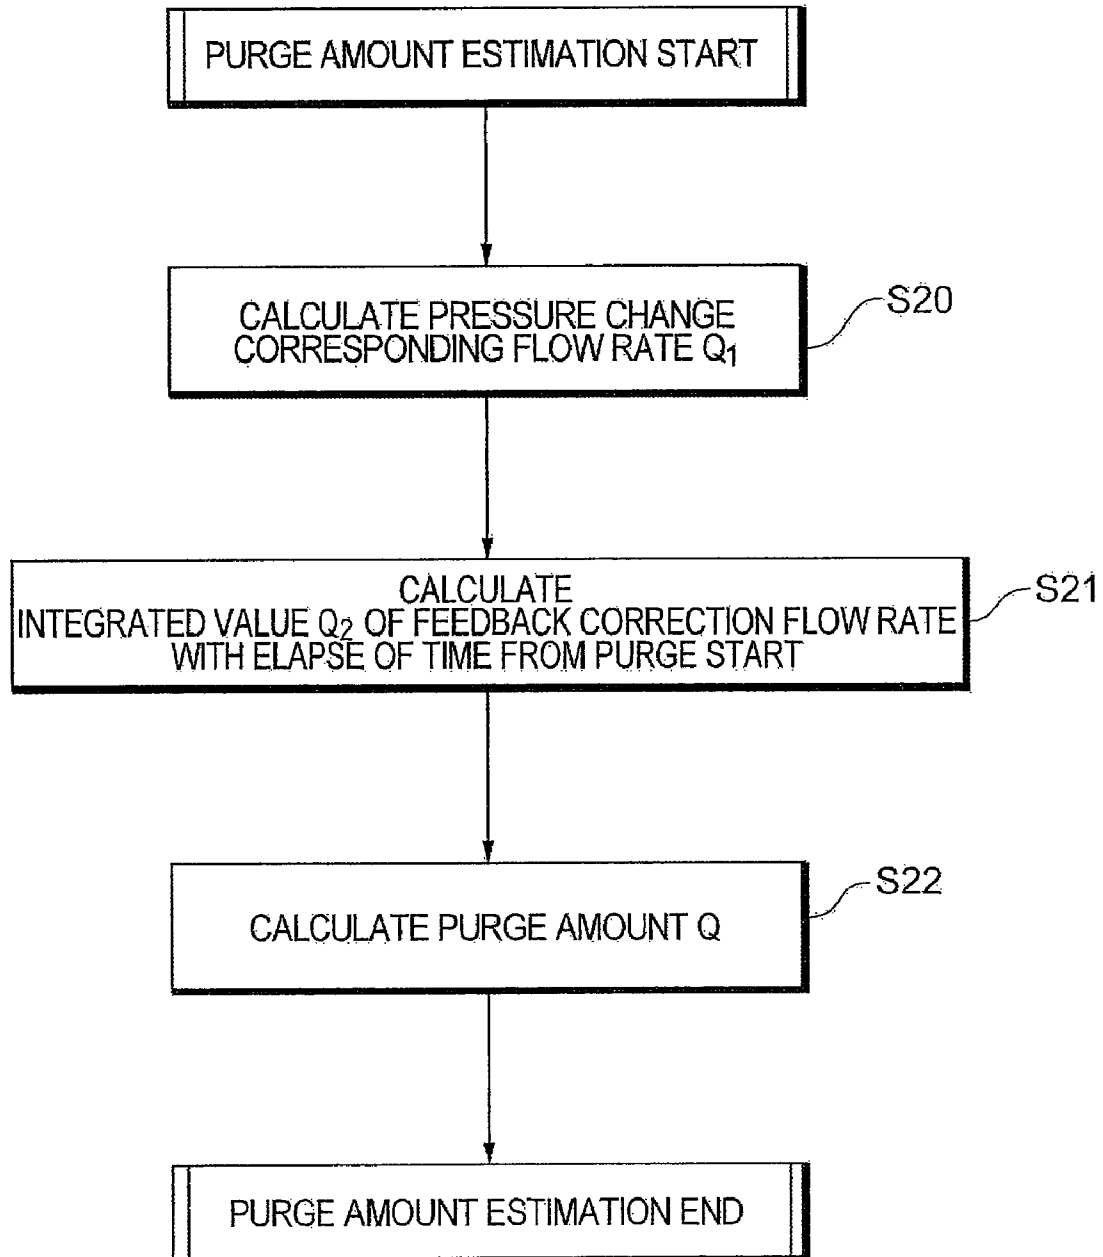 PURGE AMOUNT ESTIMATION START
CALCULATE PRESSURE CHANGE
CORRESPONDING FLOW RATE Q₁
S20
CALCULATE
INTEGRATED VALUE Q₂ OF FEEDBACK CORRECTION FLOW RATE
WITH ELAPSE OF TIME FROM PURGE START
S21
CALCULATE PURGE AMOUNT Q
S22
PURGE AMOUNT ESTIMATION END